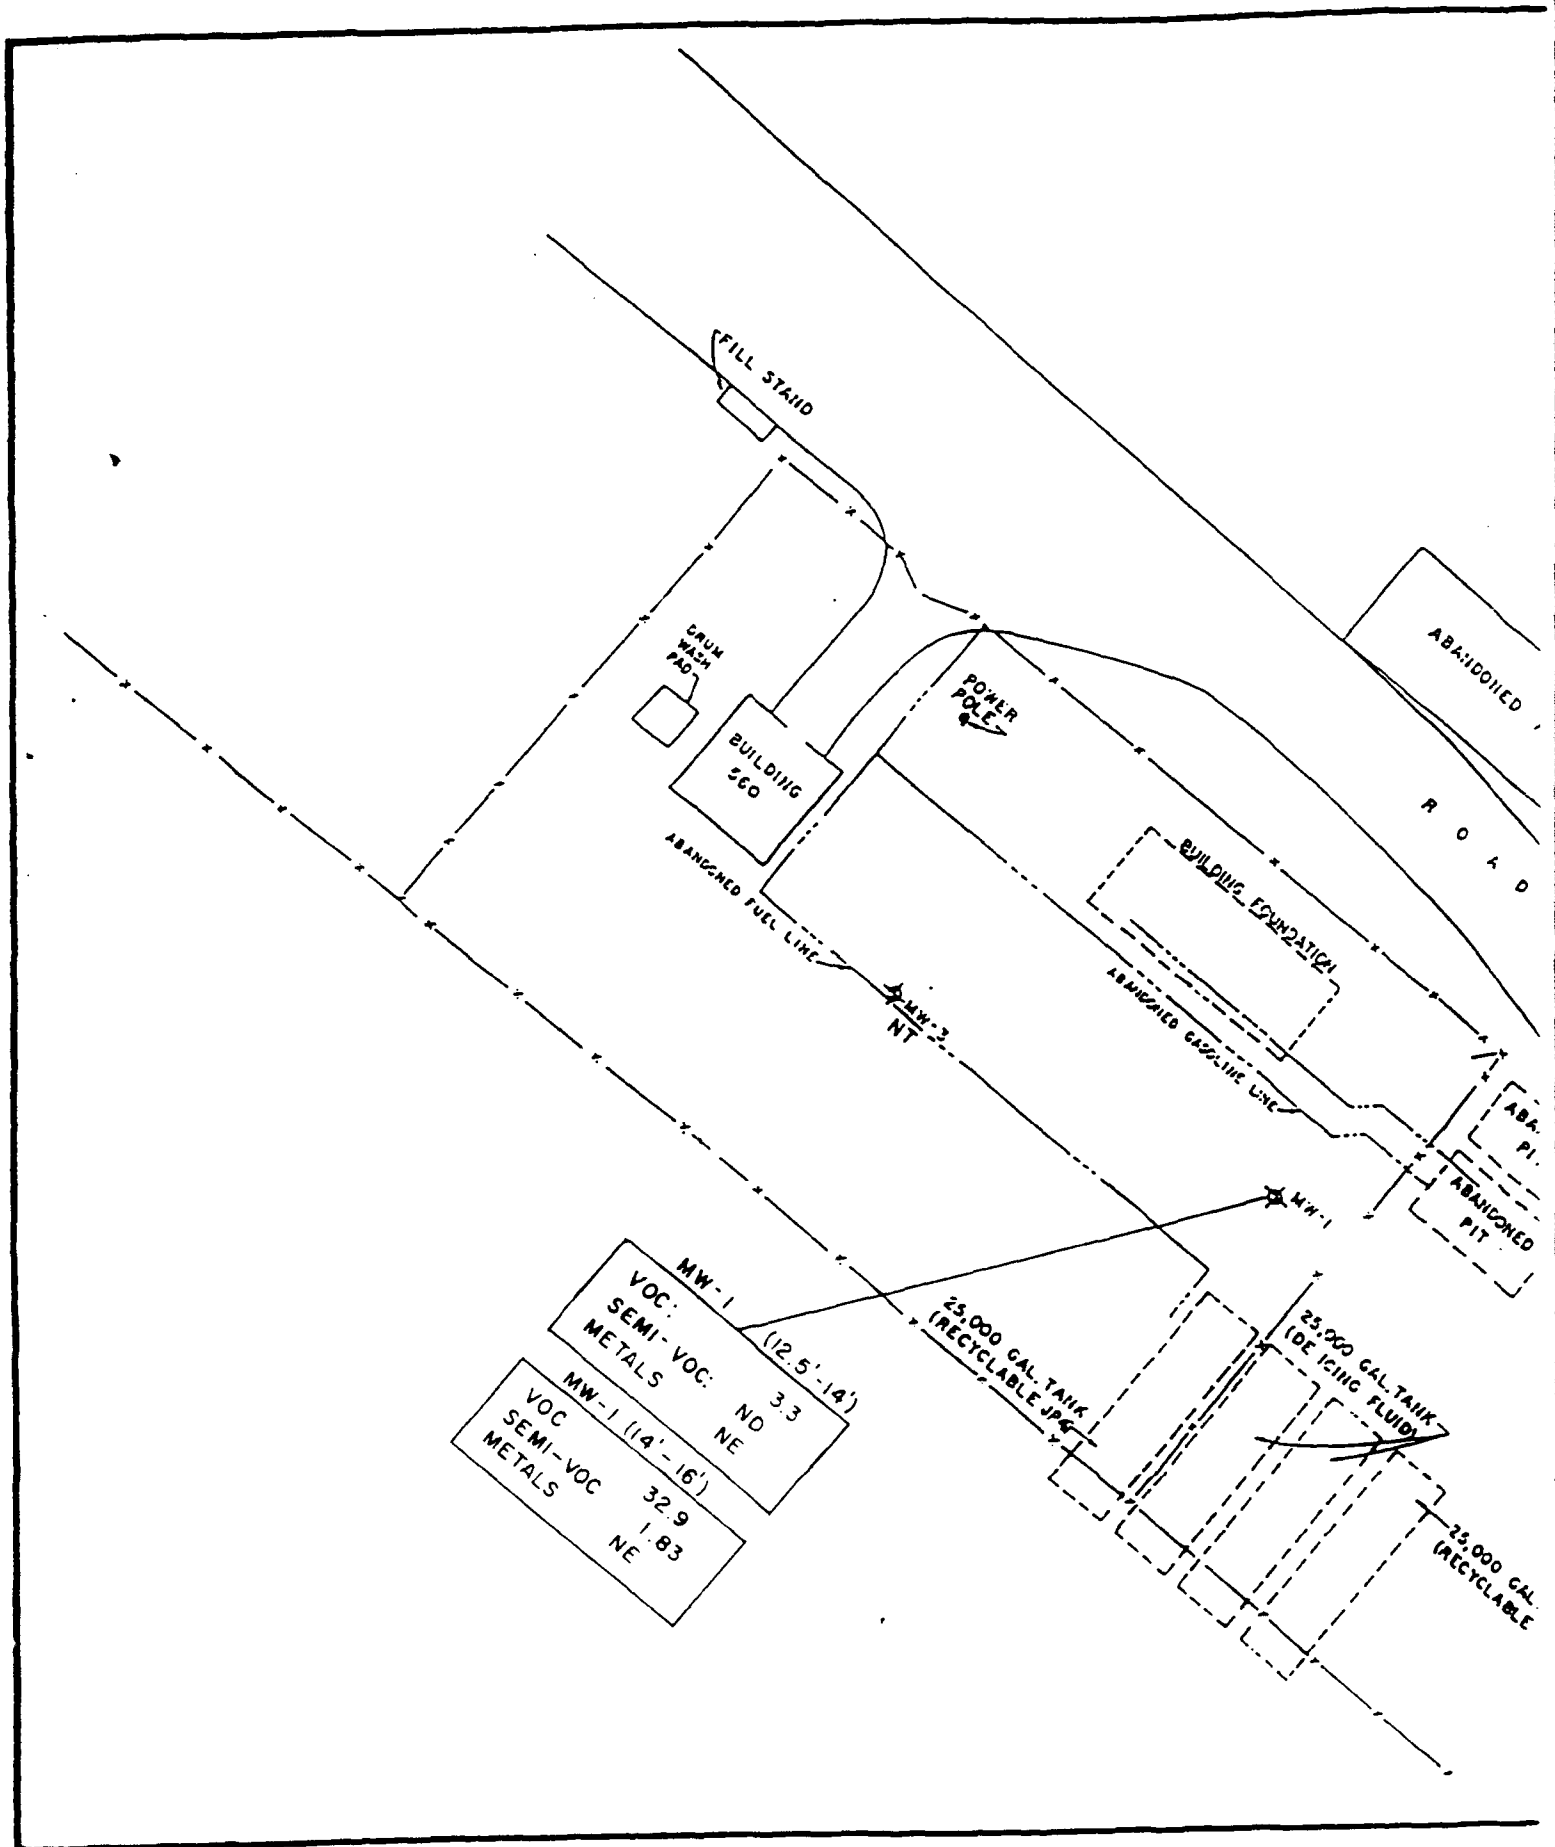 FILL STAND
DRUM
WASH
PAD
BUILDING
560
POWER
POLE
ABANDONED
ROAD
ABANDONED FUEL LINE
BUILDING FOUNDATION
ABANDONED GASOLINE LINE
MW-3
NT
ABA
PI
ABANDONED
PIT
MW-1
MW-1 (12.5'-14')
VOC: 3.3
SEMI-VOC: ND
METALS NE
MW-1 (14'-16')
VOC 32.9
SEMI-VOC 1.83
METALS NE
25,000 GAL. TANK
(RECYCLABLE
25,000 GAL. TANK
(DE ICING FLUID)
25,000 GAL.
(RECYCLABLE